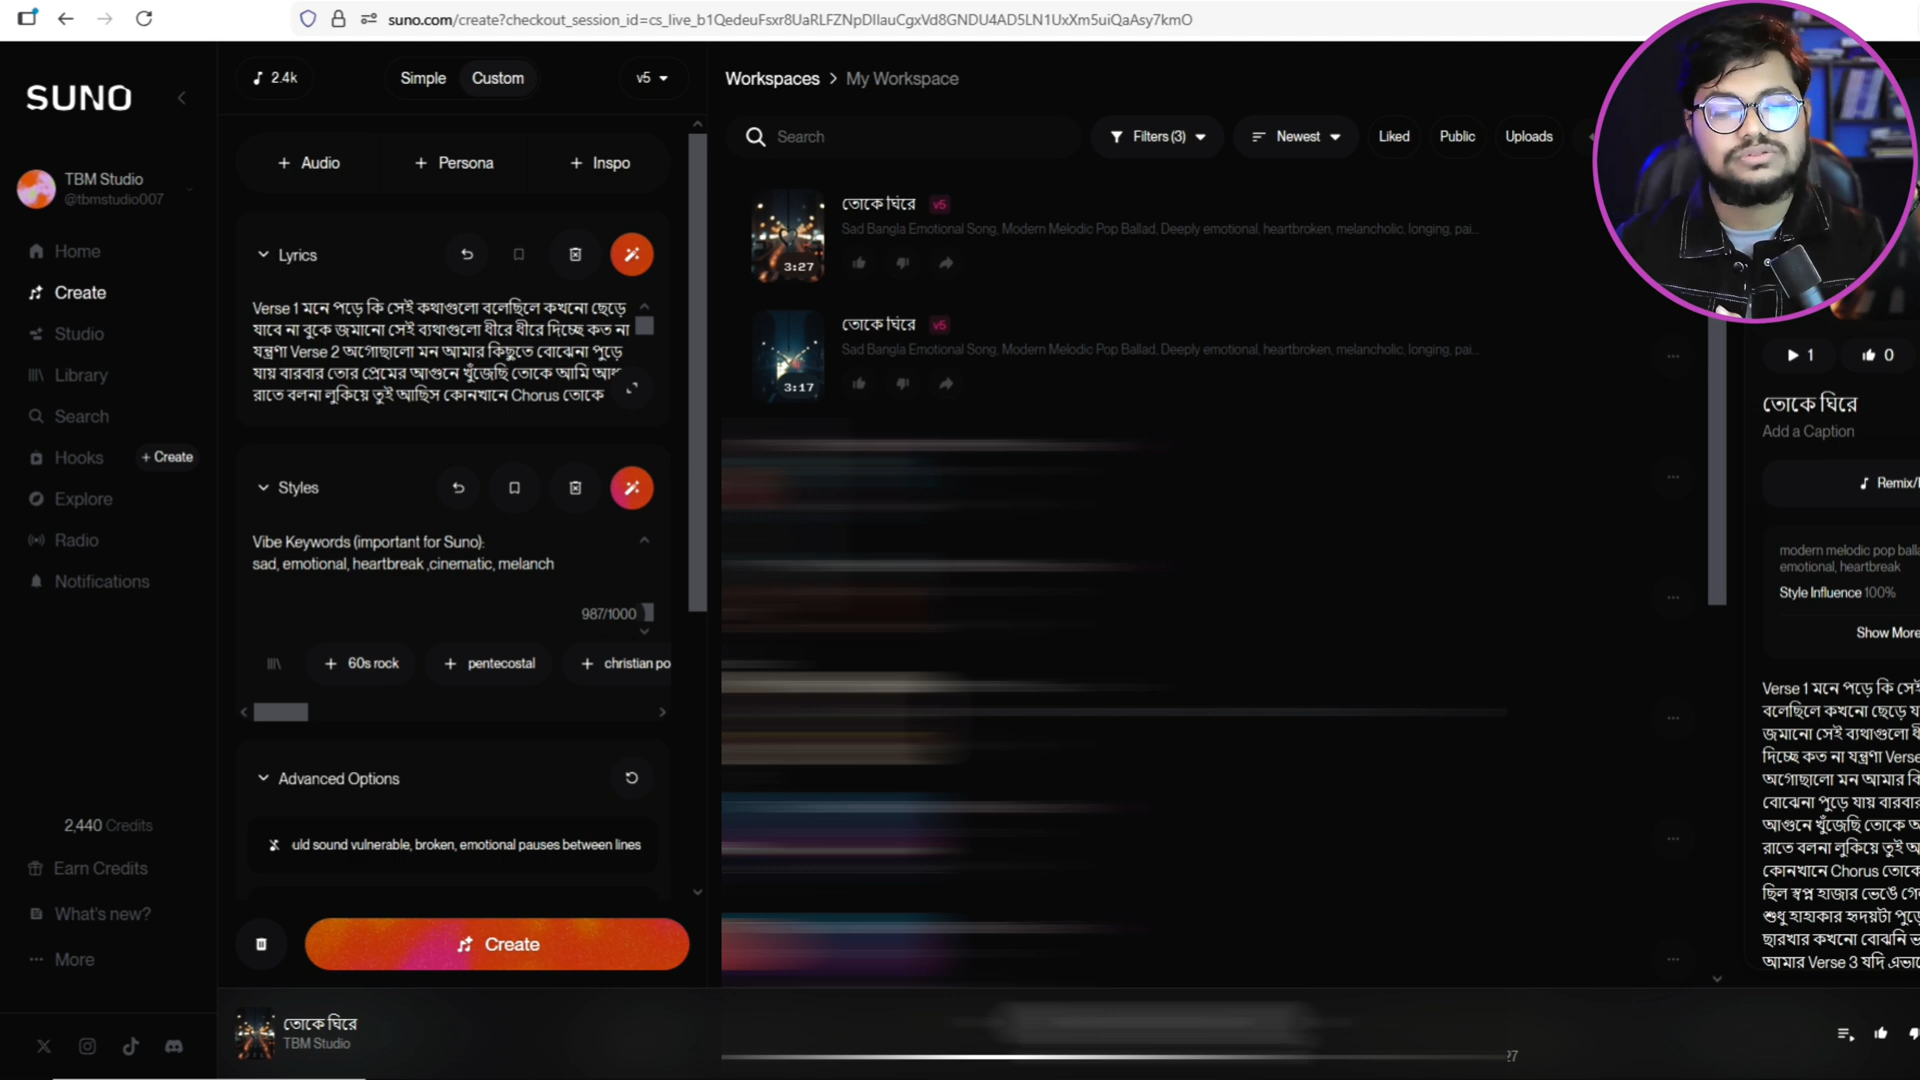 suno.com/create?checkout_session_id=cs_live_b1QedeuFsxr8UaRLFZNpDIlauCgxVd8GNDU4AD5LN1UxXm5uiQaAsy7kmO
SUNO
2.4k
Simple
Custom
v5
Workspaces > My Workspace
Search
Filters (3)
Newest
Liked
Public
Uploads
TBM Studio
@tbmstudio007
Home
Create
Studio
Library
Search
Hooks
+ Create
Explore
Radio
Notifications
2,440 Credits
Earn Credits
What's new?
More
+ Audio
+ Persona
+ Inspo
Lyrics
Verse 1 মনে পড়ে কি সেই কথাগুলো বলেছিলে কখনো ছেড়ে
যাবে না বুকে জমানো সেই ব্যথাগুলো ধীরে ধীরে দিচ্ছে কত না
যন্ত্রণা Verse 2 অগোছালো মন আমার কিছুতে বোঝেনা পুড়ে
যায় বারবার তোর প্রেমের আগুনে খুঁজেছি তোকে আমি
রাতে বলনা লুকিয়ে তুই আছিস কোনখানে Chorus তোকে
Styles
Vibe Keywords (important for Suno):
sad, emotional, heartbreak ,cinematic, melanch
987/1000
+ 60s rock
+ pentecostal
+ christian po
Advanced Options
uld sound vulnerable, broken, emotional pauses between lines
Create
তোকে ঘিরে v5
Sad Bangla Emotional Song, Modern Melodic Pop Ballad, Deeply emotional, heartbroken, melancholic, longing, pai...
3:27
তোকে ঘিরে v5
Sad Bangla Emotional Song, Modern Melodic Pop Ballad, Deeply emotional, heartbroken, melancholic, longing, pai...
3:17
1
0
তোকে ঘিরে
Add a Caption
Remix/
modern melodic pop balla
emotional, heartbreak
Style Influence 100%
Show More
Verse 1 মনে পড়ে কি সেই
বলেছিলে কখনো ছেড়ে
জমানো সেই ব্যথাগুলো
দিচ্ছে কত না যন্ত্রণা Verse
অগোছালো মন আমার
বোঝেনা পুড়ে যায় বারবার
আগুনে খুঁজেছি তোকে
রাতে বলনা লুকিয়ে তুই
কোনখানে Chorus তোকে
ছিল স্বপ্ন হাজার ভেঙে
শুধু হাহাকার হৃদয়টা
ছারখার কখনো বোঝনি
আমার Verse 3 যদি এভাবে
তোকে ঘিরে
TBM Studio
27